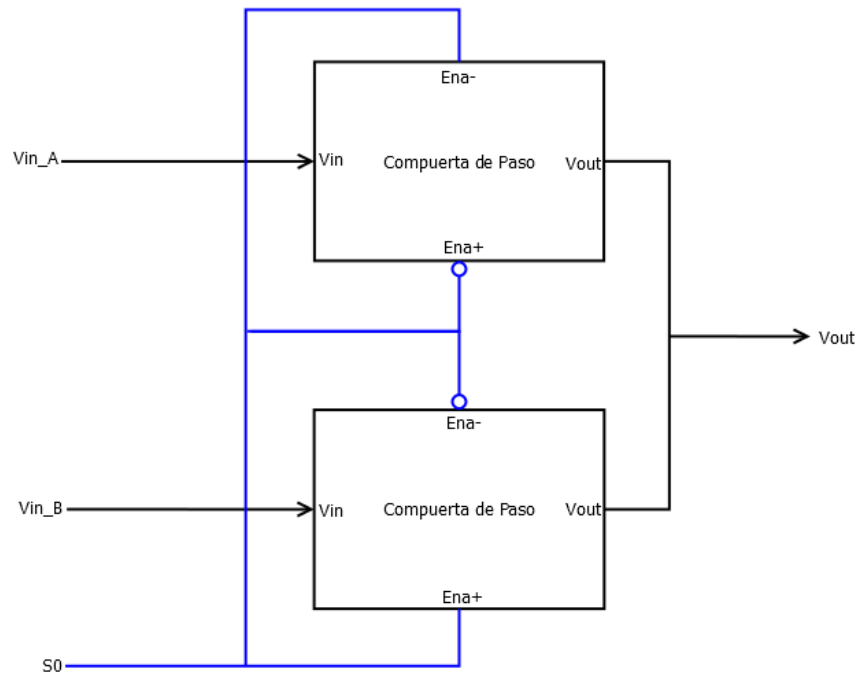 Ena-
Vin_A
Vin
Compuerta de Paso
Vout
Ena+
Vout
Ena-
Vin_B
Vin
Compuerta de Paso
Vout
Ena+
S0